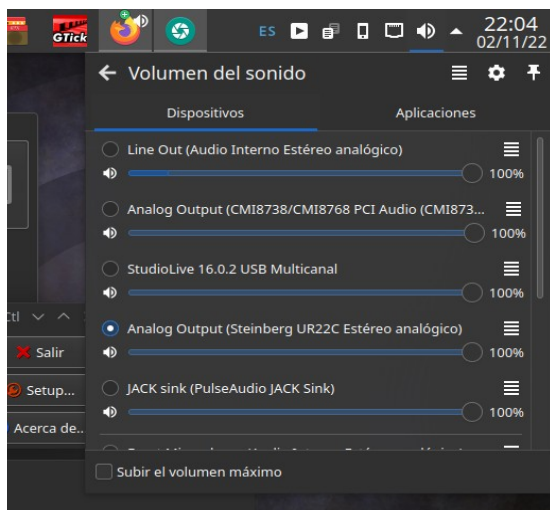 GTick
ES
22:04
02/11/22
Volumen del sonido
Dispositivos
Aplicaciones
Line Out (Audio Interno Estéreo analógico)
100%
Analog Output (CMI8738/CMI8768 PCI Audio (CMI873...
100%
StudioLive 16.0.2 USB Multicanal
100%
Analog Output (Steinberg UR22C Estéreo analógico)
100%
JACK sink (PulseAudio JACK Sink)
100%
Subir el volumen máximo
Salir
Setup...
Acerca de..